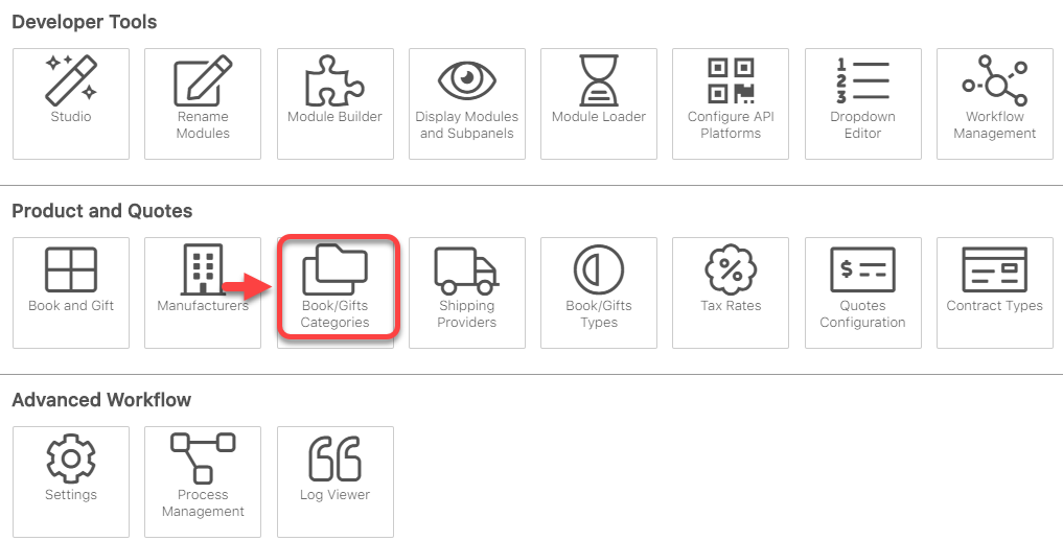 Developer Tools
Studio
Rename
Modules
Module Builder
Display Modules
and Subpanels
Module Loader
Configure API
Platforms
1
2
3
Dropdown
Editor
Workflow
Management
Product and Quotes
Book and Gift
Manufacturers
Book/Gifts
Categories
Shipping
Providers
Book/Gifts
Types
%
Tax Rates
$
Quotes
Configuration
Contract Types
Advanced Workflow
Settings
Process
Management
Log Viewer